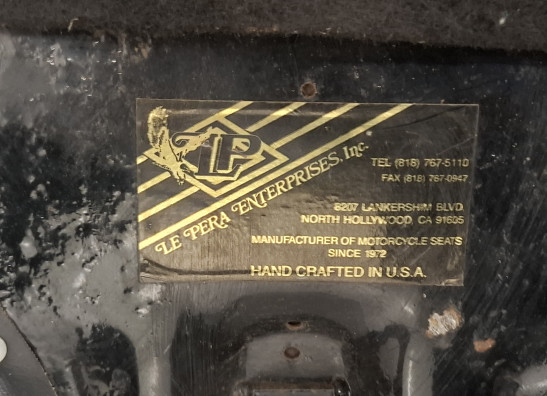 LP
LE PERA ENTERPRISES, Inc.
TEL (818) 767-5110
FAX (818) 767-0947
8207 LANKERSHIM BLVD
NORTH HOLLYWOOD, CA 91605
MANUFACTURER OF MOTORCYCLE SEATS
SINCE 1972
HAND CRAFTED IN U.S.A.